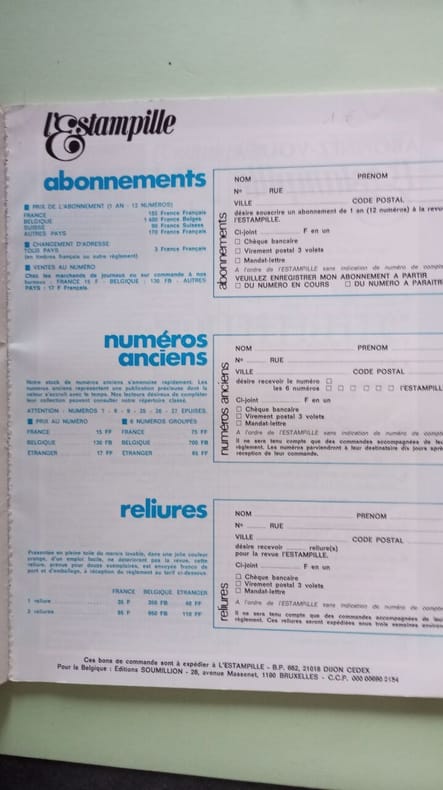 l'Estampille
abonnements
PRIX DE L'ABONNEMENT (1 AN - 12 NUMÉROS)
FRANCE 155 Francs Français
BELGIQUE 1 400 Francs Belges
SUISSE 90 Francs Suisses
AUTRES PAYS 170 Francs Français
CHANGEMENT D'ADRESSE
TOUS PAYS 3 Francs Français
(en timbres français ou autre règlement)
VENTES AU NUMÉRO
Chez les marchands de journaux ou sur commande à nos
bureaux - FRANCE 15 F - BELGIQUE : 130 FB - AUTRES
PAYS : 17 F Français.
abonnements
NOM PRENOM
N° RUE
VILLE CODE POSTAL
désire souscrire un abonnement de 1 an (12 numéros) à la revue
l'ESTAMPILLE.
Ci-joint F en un
Chèque bancaire
Virement postal 3 volets
Mandat-lettre
A l'ordre de l'ESTAMPILLE sans indication de numéro de compte
VEUILLEZ ENREGISTRER MON ABONNEMENT A PARTIR
DU NUMÉRO EN COURS DU NUMERO A PARAITRE
numéros
anciens
Notre stock de numéros anciens s'amenuise rapidement. Les
numéros anciens représentent une publication précieuse dont la
valeur s'accroît avec le temps. Nos lecteurs désireux de compléter
leur collection peuvent consulter notre répertoire classé.
ATTENTION - NUMÉROS 1 - 8 - 9 - 25 - 26 - 27 ÉPUISÉS.
PRIX AU NUMÉRO 6 NUMÉROS GROUPÉS
FRANCE 15 FF FRANCE 75 FF
BELGIQUE 130 FB BELGIQUE 700 FB
ETRANGER 17 FF ETRANGER 85 FF
numéros anciens
NOM PRENOM
N° RUE
VILLE CODE POSTAL
désire recevoir le numéro
les 6 numéros l'ESTAMPILLE
Ci-joint F en un
Chèque bancaire
Virement postal 3 volets
Mandat-lettre
A l'ordre de l'ESTAMPILLE sans indication de numéro de compte
Il ne sera tenu compte que des commandes accompagnées de leur
règlement. Les numéros parviendront à leur destinataire dix jours après
réception de leur commande.
reliures
Présentée en pleine toile du marais lavable, dans une jolie couleur
orange, d'un emploi facile, ne détériorant pas la revue, cette
reliure, prévue pour douze exemplaires, est envoyée franco de
port et d'emballage, à réception du règlement au tarif ci-dessous.
FRANCE BELGIQUE ETRANGER
1 reliure 35 F 350 FB 40 FF
3 reliures 95 F 950 FB 110 FF
reliures
NOM PRENOM
N° RUE
VILLE CODE POSTAL
désire recevoir reliure(s)
pour la revue l'ESTAMPILLE.
Ci-joint F en un
Chèque bancaire
Virement postal 3 volets
Mandat-lettre
A l'ordre de l'ESTAMPILLE sans indication de numéro de
Il ne sera tenu compte que des commandes accompagnées de leur
règlement. Ces reliures seront expédiées sous trois semaines environ
Ces bons de commande sont à expédier à L'ESTAMPILLE - B.P. 662, 21018 DIJON CEDEX
Pour la Belgique : Éditions SOUMILLION - 28, avenue Massenet, 1190 BRUXELLES - C.C.P.